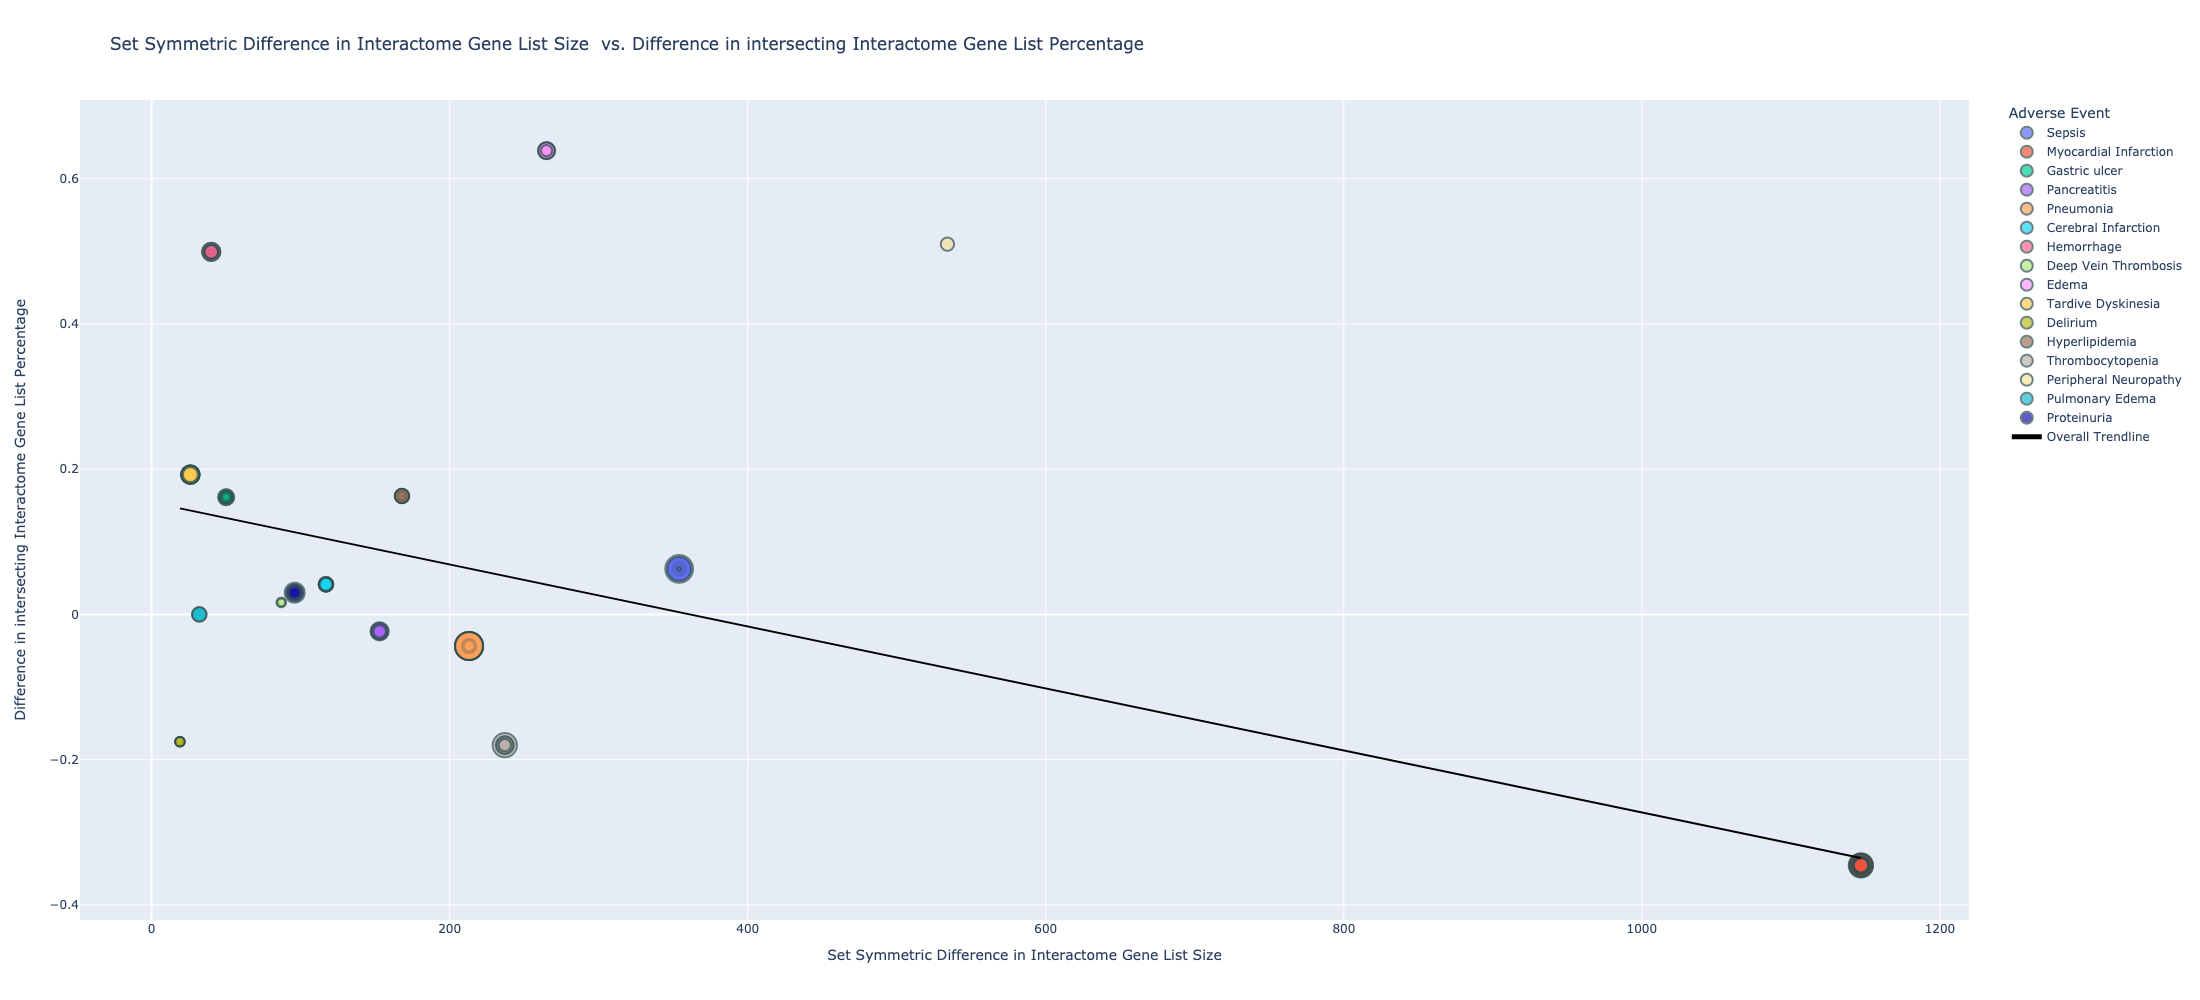 Set Symmetric Difference in Interactome Gene List Size  vs. Difference in intersecting Interactome Gene List Percentage
Difference in intersecting Interactome Gene List Percentage
0.6
0.4
0.2
0
−0.2
−0.4
0
200
400
600
800
1000
1200
Set Symmetric Difference in Interactome Gene List Size
Adverse Event
Sepsis
Myocardial Infarction
Gastric ulcer
Pancreatitis
Pneumonia
Cerebral Infarction
Hemorrhage
Deep Vein Thrombosis
Edema
Tardive Dyskinesia
Delirium
Hyperlipidemia
Thrombocytopenia
Peripheral Neuropathy
Pulmonary Edema
Proteinuria
Overall Trendline